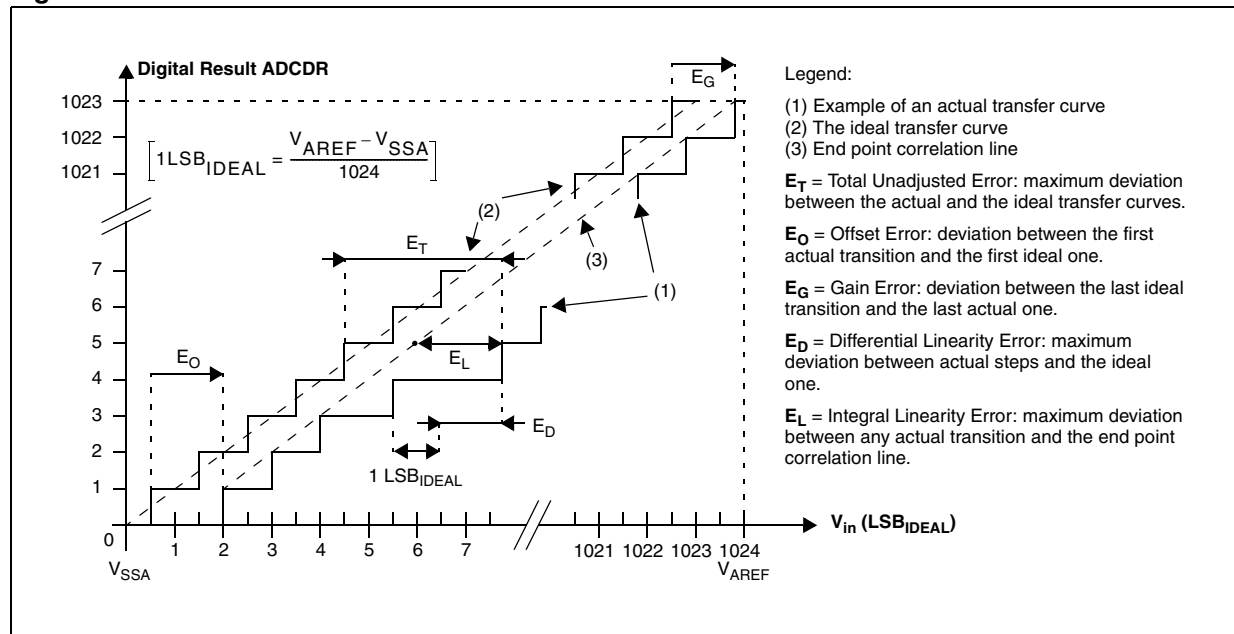 Digital Result ADCDR
1023
1022
1021
7
6
5
4
3
2
1
0
[1LSB_IDEAL = (V_AREF – V_SSA) / 1024]
E_G
(2)
E_T
(3)
(1)
E_O
E_L
E_D
1 LSB_IDEAL
1 2 3 4 5 6 7 1021 1022 1023 1024
V_in (LSB_IDEAL)
V_SSA
V_AREF
Legend:
(1) Example of an actual transfer curve
(2) The ideal transfer curve
(3) End point correlation line
E_T = Total Unadjusted Error: maximum deviation
between the actual and the ideal transfer curves.
E_O = Offset Error: deviation between the first
actual transition and the first ideal one.
E_G = Gain Error: deviation between the last ideal
transition and the last actual one.
E_D = Differential Linearity Error: maximum
deviation between actual steps and the ideal
one.
E_L = Integral Linearity Error: maximum deviation
between any actual transition and the end point
correlation line.